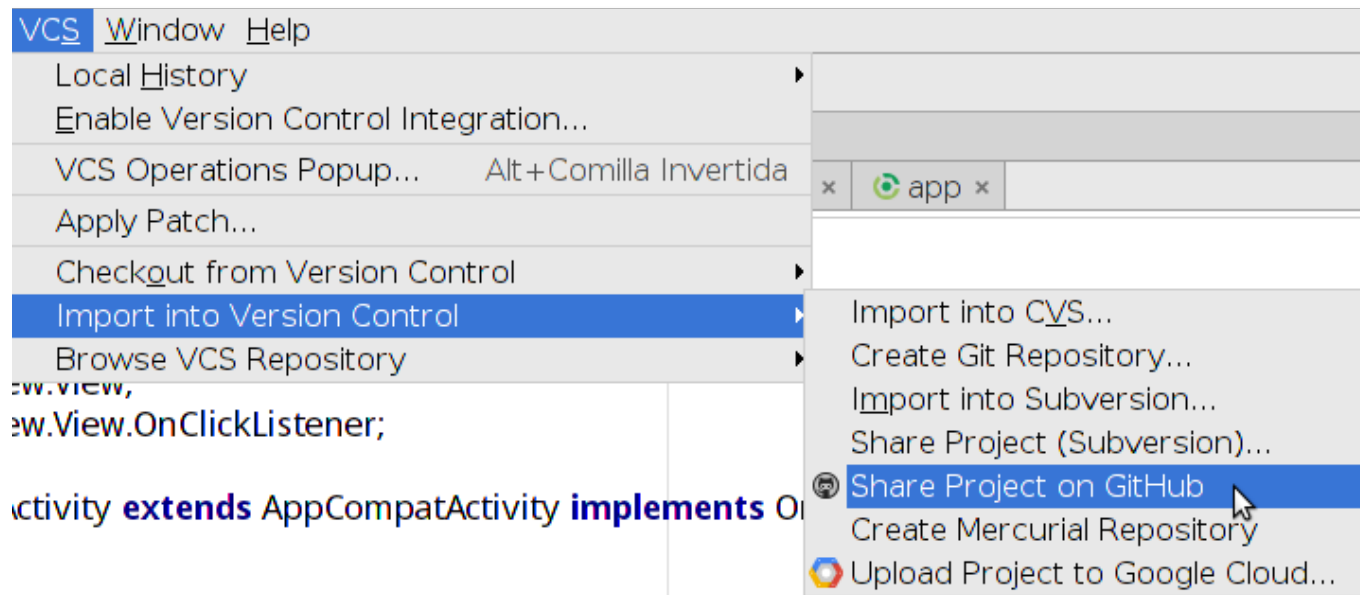 VCS Window Help
Local History
Enable Version Control Integration...
VCS Operations Popup... Alt+Comilla Invertida
Apply Patch...
Checkout from Version Control
Import into Version Control
Browse VCS Repository
app
Import into CVS...
Create Git Repository...
Import into Subversion...
Share Project (Subversion)...
Share Project on GitHub
Create Mercurial Repository
Upload Project to Google Cloud...
ew.View;
ew.View.OnClickListener;
ctivity extends AppCompatActivity implements O